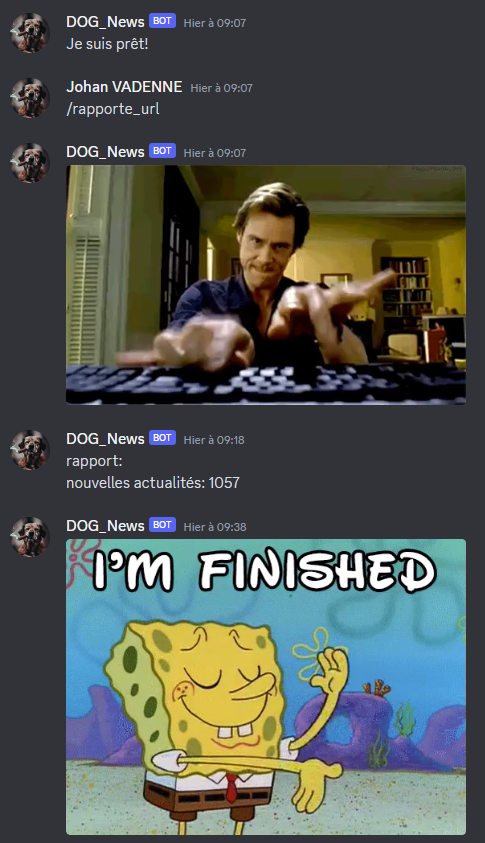 DOG_News BOT Hier à 09:07
Je suis prêt!
Johan VADENNE Hier à 09:07
/rapporte_url
DOG_News BOT Hier à 09:07
DOG_News BOT Hier à 09:18
rapport:
nouvelles actualités: 1057
DOG_News BOT Hier à 09:38
I'M FINISHED